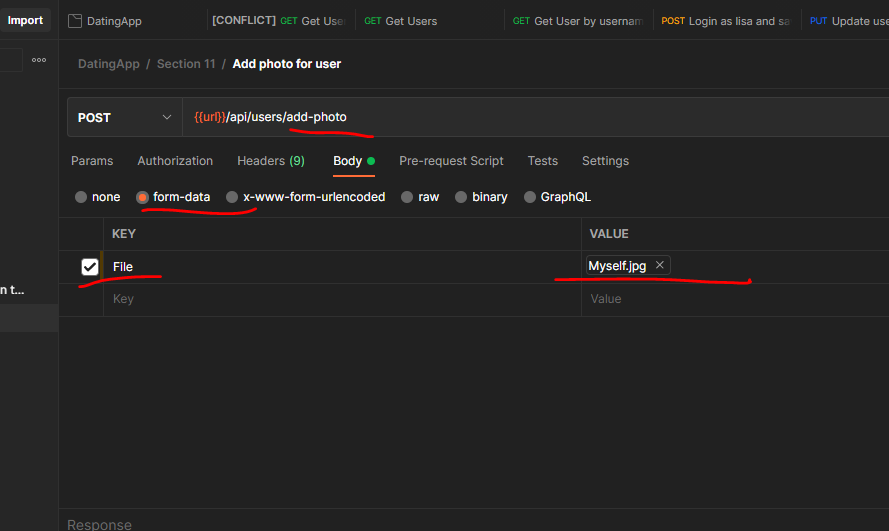 Import
DatingApp
[CONFLICT] GET Get User
GET Get Users
GET Get User by usernam
POST Login as lisa and sa
PUT Update use
DatingApp / Section 11 / Add photo for user
POST
{{url}}/api/users/add-photo
Params Authorization Headers (9) Body Pre-request Script Tests Settings
none form-data x-www-form-urlencoded raw binary GraphQL
KEY VALUE
File Myself.jpg
Key Value
n t...
Response